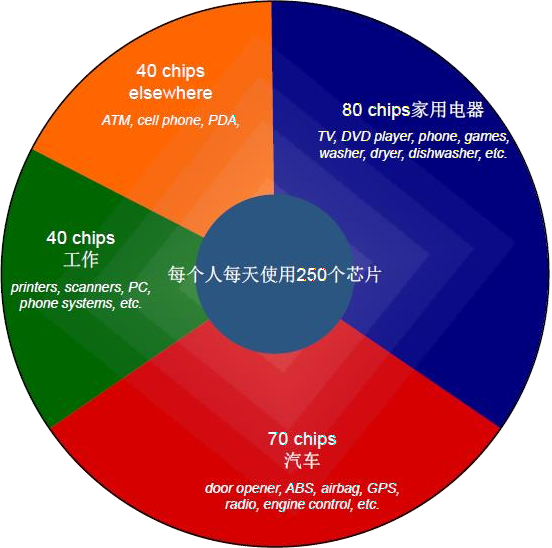 40 chips
elsewhere
ATM, cell phone, PDA,
80 chips家用电器
TV, DVD player, phone, games,
washer, dryer, dishwasher, etc.
40 chips
工作
printers, scanners, PC,
phone systems, etc.
每个人每天使用250个芯片
70 chips
汽车
door opener, ABS, airbag, GPS,
radio, engine control, etc.